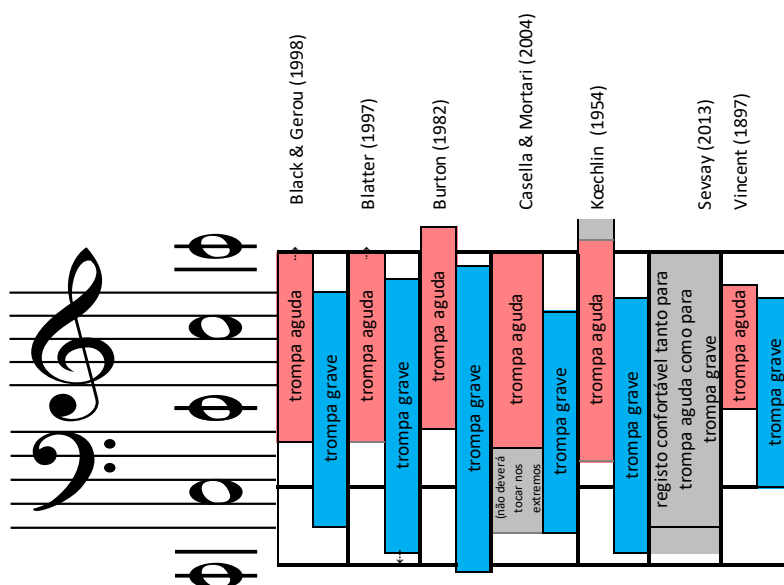 Black & Gerou (1998)
Blatter (1997)
Burton (1982)
Casella & Mortari (2004)
Kœchlin (1954)
Sevsay (2013)
Vincent (1897)
trompa aguda
trompa grave
trompa aguda
trompa grave
trompa aguda
trompa grave
trompa aguda
(não deverá
tocar nos
extremos
trompa grave
trompa aguda
trompa grave
registo confortável tanto para
trompa aguda como para
trompa grave
trompa aguda
trompa grave